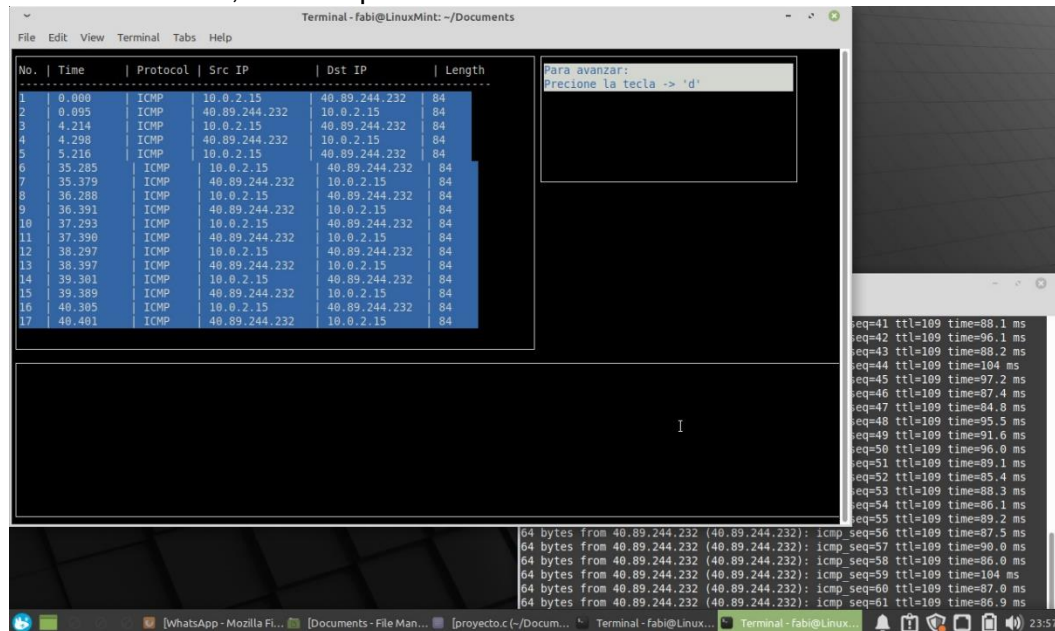 Terminal - fabi@LinuxMint: ~/Documents
File Edit View Terminal Tabs Help
No. | Time | Protocol | Src IP | Dst IP | Length
1 | 0.000 | ICMP | 10.0.2.15 | 40.89.244.232 | 84
2 | 0.095 | ICMP | 40.89.244.232 | 10.0.2.15 | 84
3 | 4.214 | ICMP | 10.0.2.15 | 40.89.244.232 | 84
4 | 4.298 | ICMP | 40.89.244.232 | 10.0.2.15 | 84
5 | 5.216 | ICMP | 10.0.2.15 | 40.89.244.232 | 84
6 | 35.285 | ICMP | 10.0.2.15 | 40.89.244.232 | 84
7 | 35.379 | ICMP | 40.89.244.232 | 10.0.2.15 | 84
8 | 36.288 | ICMP | 10.0.2.15 | 40.89.244.232 | 84
9 | 36.391 | ICMP | 40.89.244.232 | 10.0.2.15 | 84
10 | 37.293 | ICMP | 10.0.2.15 | 40.89.244.232 | 84
11 | 37.390 | ICMP | 40.89.244.232 | 10.0.2.15 | 84
12 | 38.297 | ICMP | 10.0.2.15 | 40.89.244.232 | 84
13 | 38.397 | ICMP | 40.89.244.232 | 10.0.2.15 | 84
14 | 39.301 | ICMP | 10.0.2.15 | 40.89.244.232 | 84
15 | 39.389 | ICMP | 40.89.244.232 | 10.0.2.15 | 84
16 | 40.305 | ICMP | 10.0.2.15 | 40.89.244.232 | 84
17 | 40.401 | ICMP | 40.89.244.232 | 10.0.2.15 | 84
Para avanzar:
Precione la tecla -> 'd'
seq=41 ttl=109 time=88.1 ms
seq=42 ttl=109 time=96.1 ms
seq=43 ttl=109 time=88.2 ms
seq=44 ttl=109 time=104 ms
seq=45 ttl=109 time=97.2 ms
seq=46 ttl=109 time=87.4 ms
seq=47 ttl=109 time=84.8 ms
seq=48 ttl=109 time=95.5 ms
seq=49 ttl=109 time=91.6 ms
seq=50 ttl=109 time=96.0 ms
seq=51 ttl=109 time=89.1 ms
seq=52 ttl=109 time=85.4 ms
seq=53 ttl=109 time=88.3 ms
seq=54 ttl=109 time=86.1 ms
seq=55 ttl=109 time=89.2 ms
64 bytes from 40.89.244.232 (40.89.244.232): icmp_seq=56 ttl=109 time=87.5 ms
64 bytes from 40.89.244.232 (40.89.244.232): icmp_seq=57 ttl=109 time=90.0 ms
64 bytes from 40.89.244.232 (40.89.244.232): icmp_seq=58 ttl=109 time=86.0 ms
64 bytes from 40.89.244.232 (40.89.244.232): icmp_seq=59 ttl=109 time=104 ms
64 bytes from 40.89.244.232 (40.89.244.232): icmp_seq=60 ttl=109 time=87.0 ms
64 bytes from 40.89.244.232 (40.89.244.232): icmp_seq=61 ttl=109 time=86.9 ms
[WhatsApp - Mozilla Fi... [Documents - File Man... [proyecto.c (~/Docum... Terminal - fabi@Linux... Terminal - fabi@Linux... 23:57